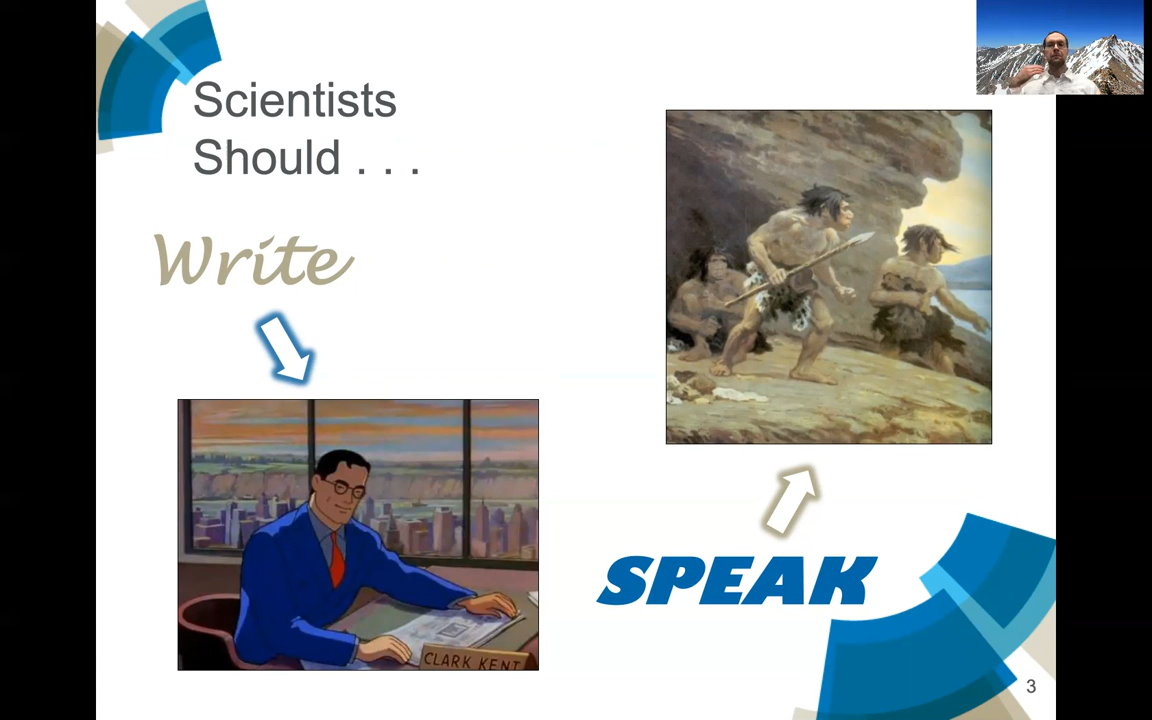 Scientists
Should . . .
Write
CLARK KENT
SPEAK
3